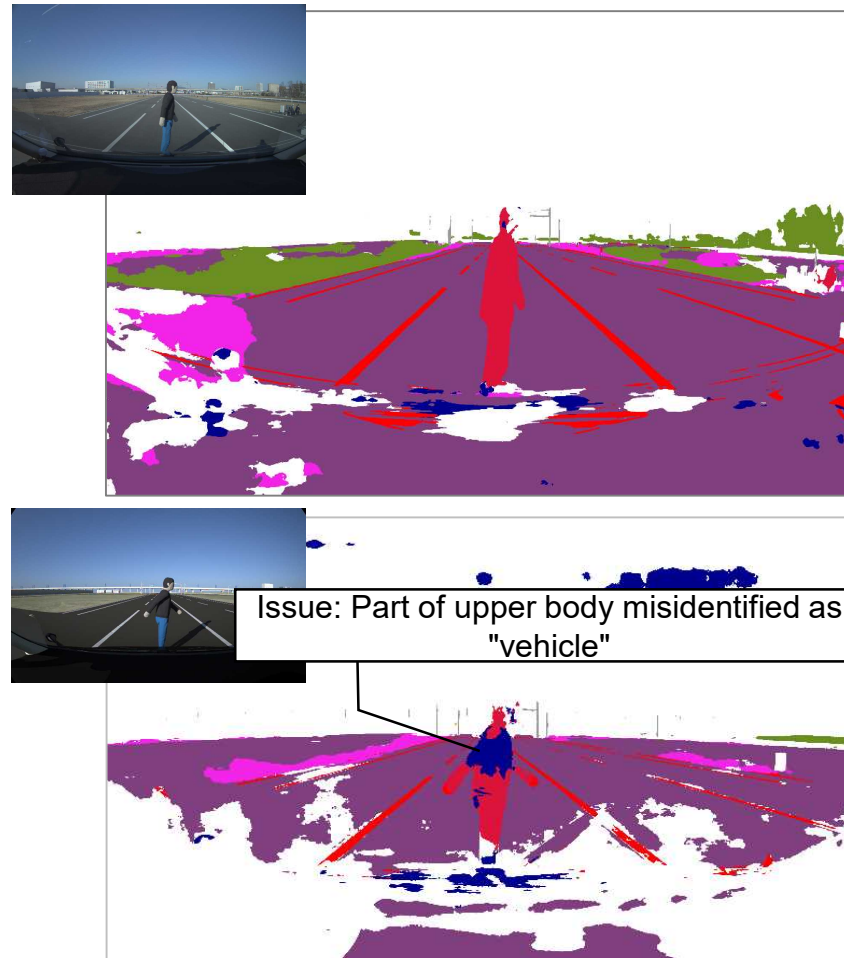 Issue: Part of upper body misidentified as
"vehicle"